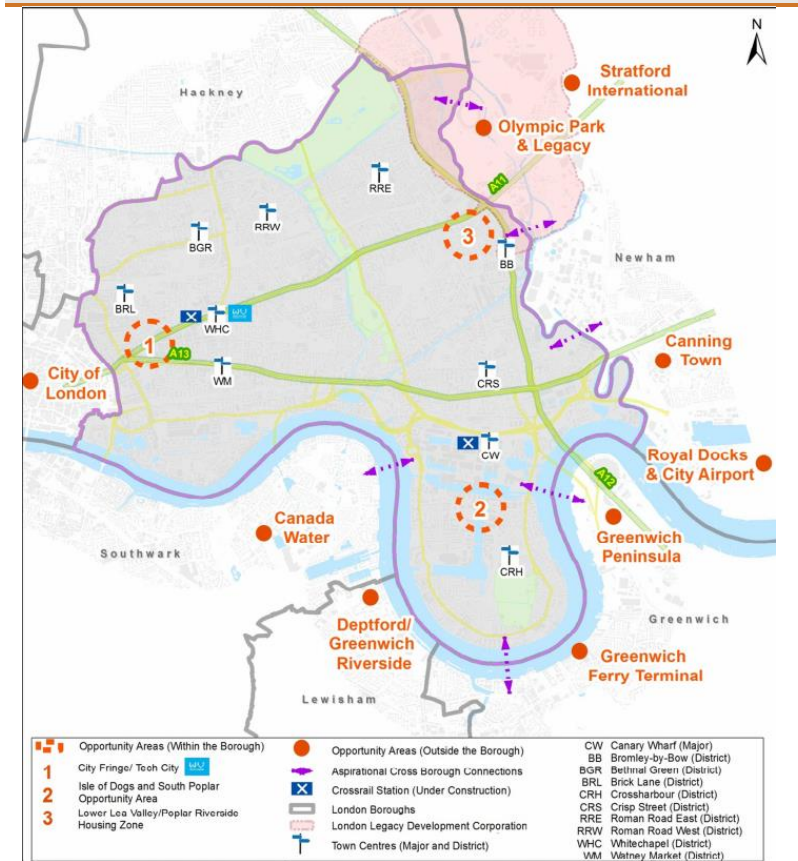 N
Hackney
Stratford
International
Olympic Park
& Legacy
A11
RRE
RRW
BGR
3
BB
Newham
BRL
WHC
1
A13
WM
City of
London
Canning
Town
CRS
CW
Royal Docks
& City Airport
A12
2
Canada
Water
Greenwich
Peninsula
Southwark
CRH
Deptford/
Greenwich
Riverside
Greenwich
Greenwich
Ferry Terminal
Lewisham
Opportunity Areas (Within the Borough)
1 City Fringe/ Tech City
2 Isle of Dogs and South Poplar
Opportunity Area
3 Lower Lea Valley/Poplar Riverside
Housing Zone
Opportunity Areas (Outside the Borough)
Aspirational Cross Borough Connections
Crossrail Station (Under Construction)
London Boroughs
London Legacy Development Corporation
Town Centres (Major and District)
CW Canary Wharf (Major)
BB Bromley-by-Bow (District)
BGR Bethnal Green (District)
BRL Brick Lane (District)
CRH Crossharbour (District)
CRS Crisp Street (District)
RRE Roman Road East (District)
RRW Roman Road West (District)
WHC Whitechapel (District)
WM Watney Market (District)